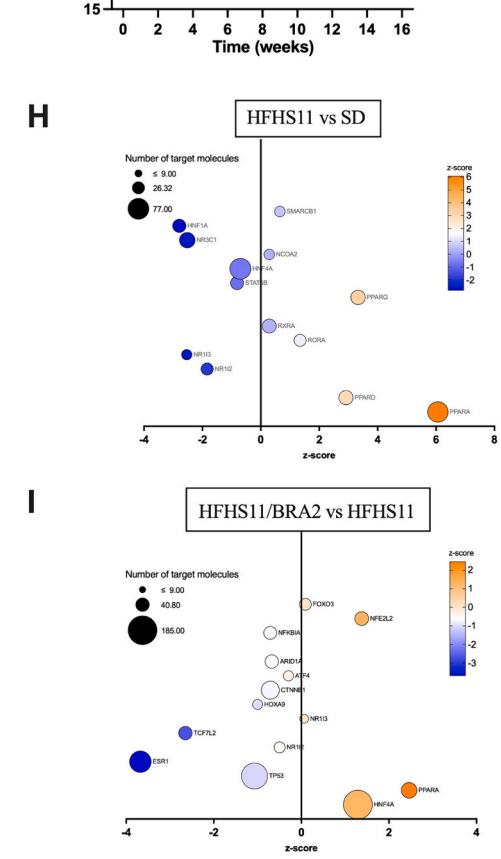 15
0 2 4 6 8 10 12 14 16
Time (weeks)
H
HFHS11 vs SD
Number of target molecules
≤ 9.00
26.32
77.00
z-score
6
5
4
3
2
1
0
-1
-2
SMARCB1
HNF1A
NR3C1
NCOA2
HNF4A
STAT5B
PPARG
RXRA
RORA
NR1I3
NR1I2
PPARD
PPARA
-4 -2 0 2 4 6 8
z-score
I
HFHS11/BRA2 vs HFHS11
Number of target molecules
≤ 9.00
40.80
185.00
z-score
2
1
0
-1
-2
-3
FOXO3
NFE2L2
NFKBIA
ARID1A
ATF4
CTNNB1
HOXA9
NR1I3
TCF7L2
NR1I2
ESR1
TP53
PPARA
HNF4A
-4 -2 0 2 4
z-score